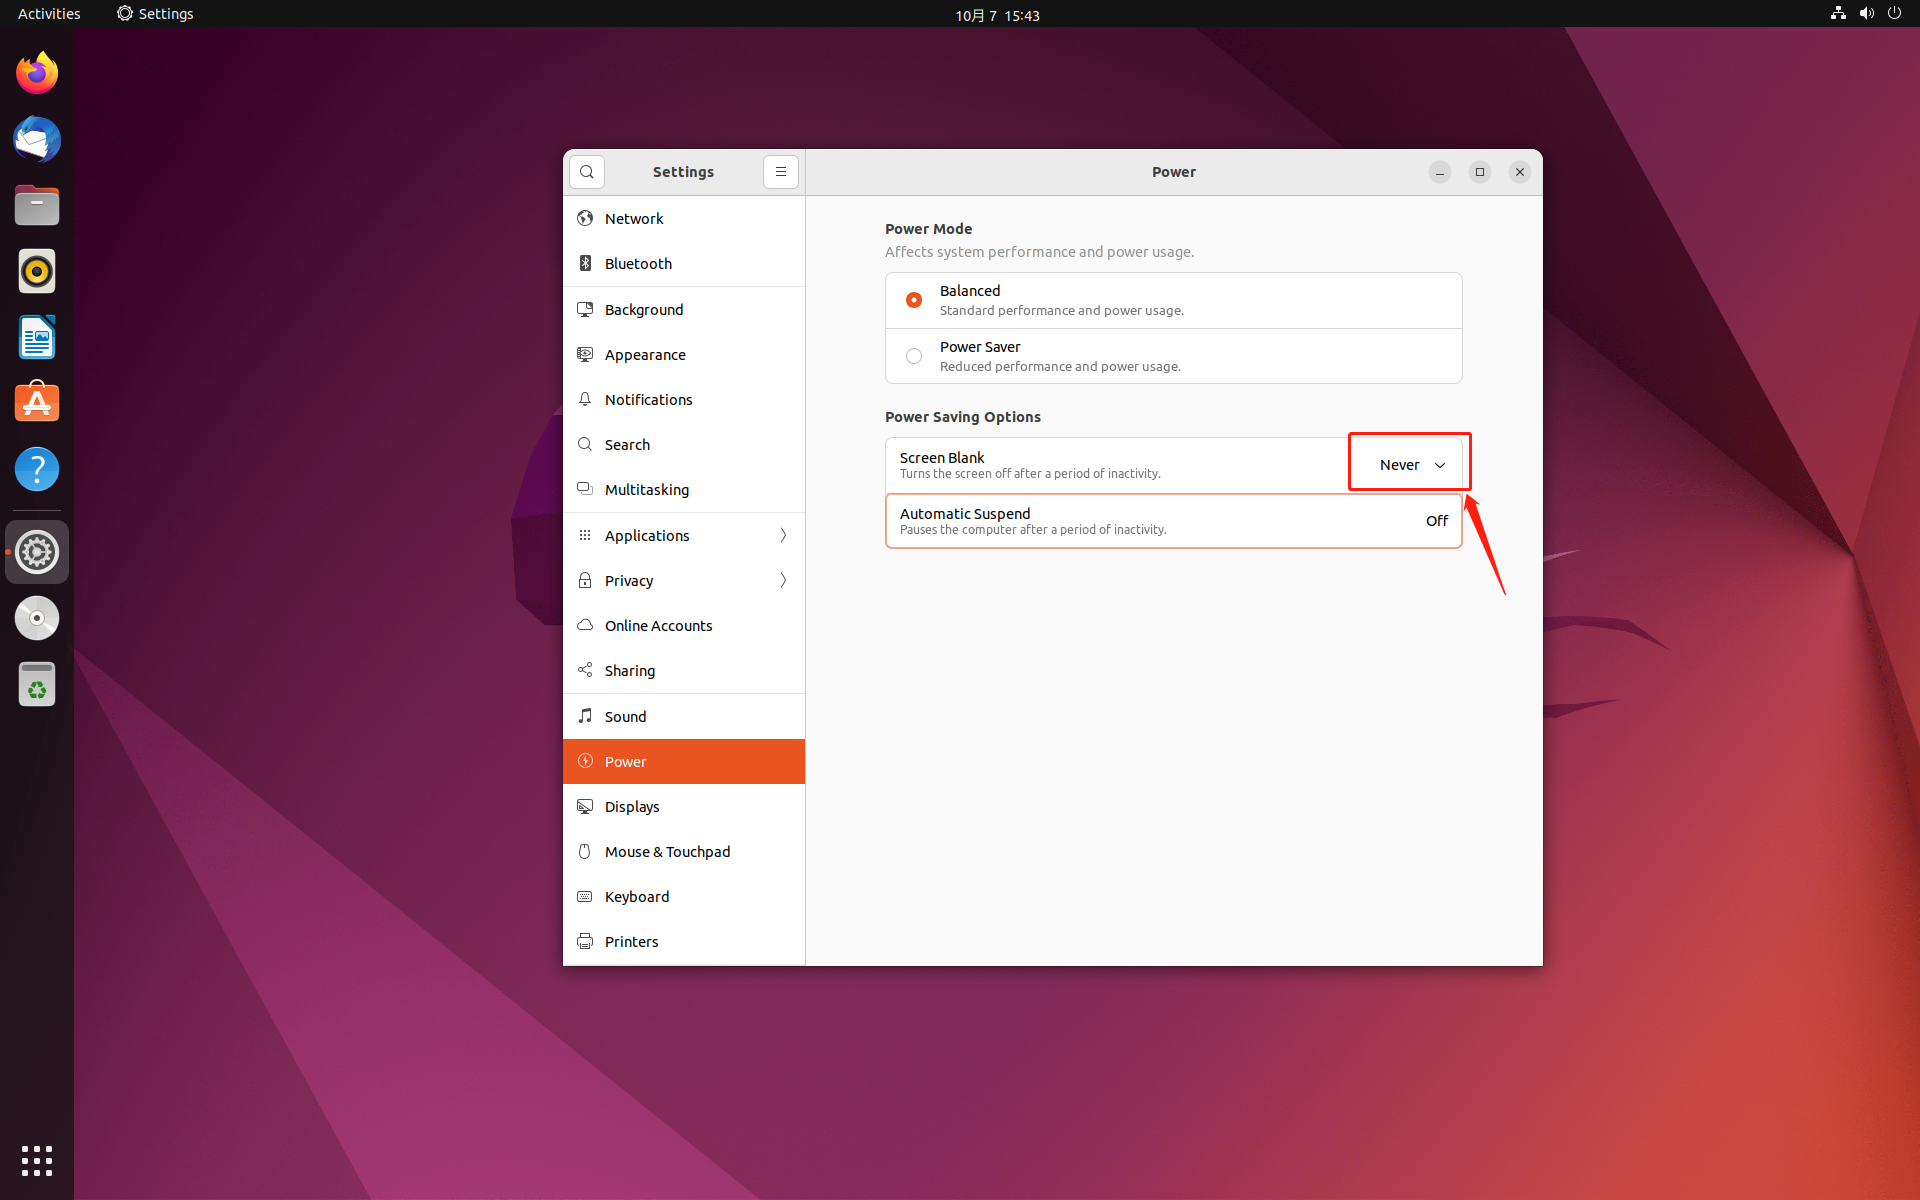 Activities
Settings
10月 7 15:43
Settings
Power
Network
Bluetooth
Background
Appearance
Notifications
Search
Multitasking
Applications
Privacy
Online Accounts
Sharing
Sound
Power
Displays
Mouse & Touchpad
Keyboard
Printers
Power Mode
Affects system performance and power usage.
Balanced
Standard performance and power usage.
Power Saver
Reduced performance and power usage.
Power Saving Options
Screen Blank
Turns the screen off after a period of inactivity.
Never
Automatic Suspend
Pauses the computer after a period of inactivity.
Off